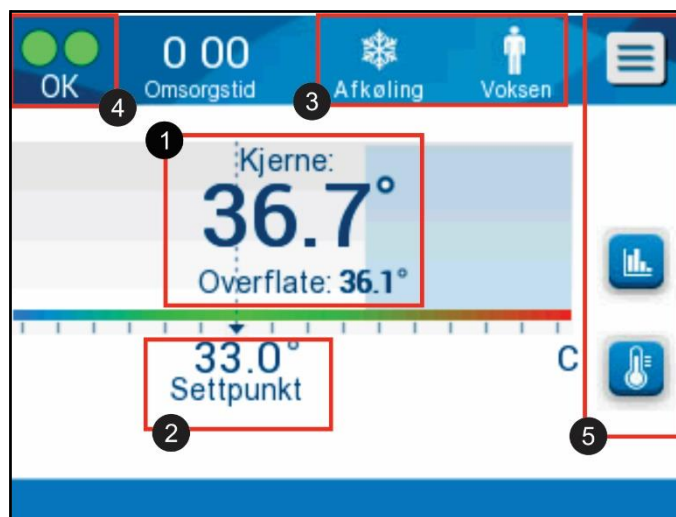 OK
0 00
Omsorgstid
Afkøling
Voksen
4
3
1
Kjerne:
36.7°
Overflate: 36.1°
33.0°
C
Settpunkt
2
5